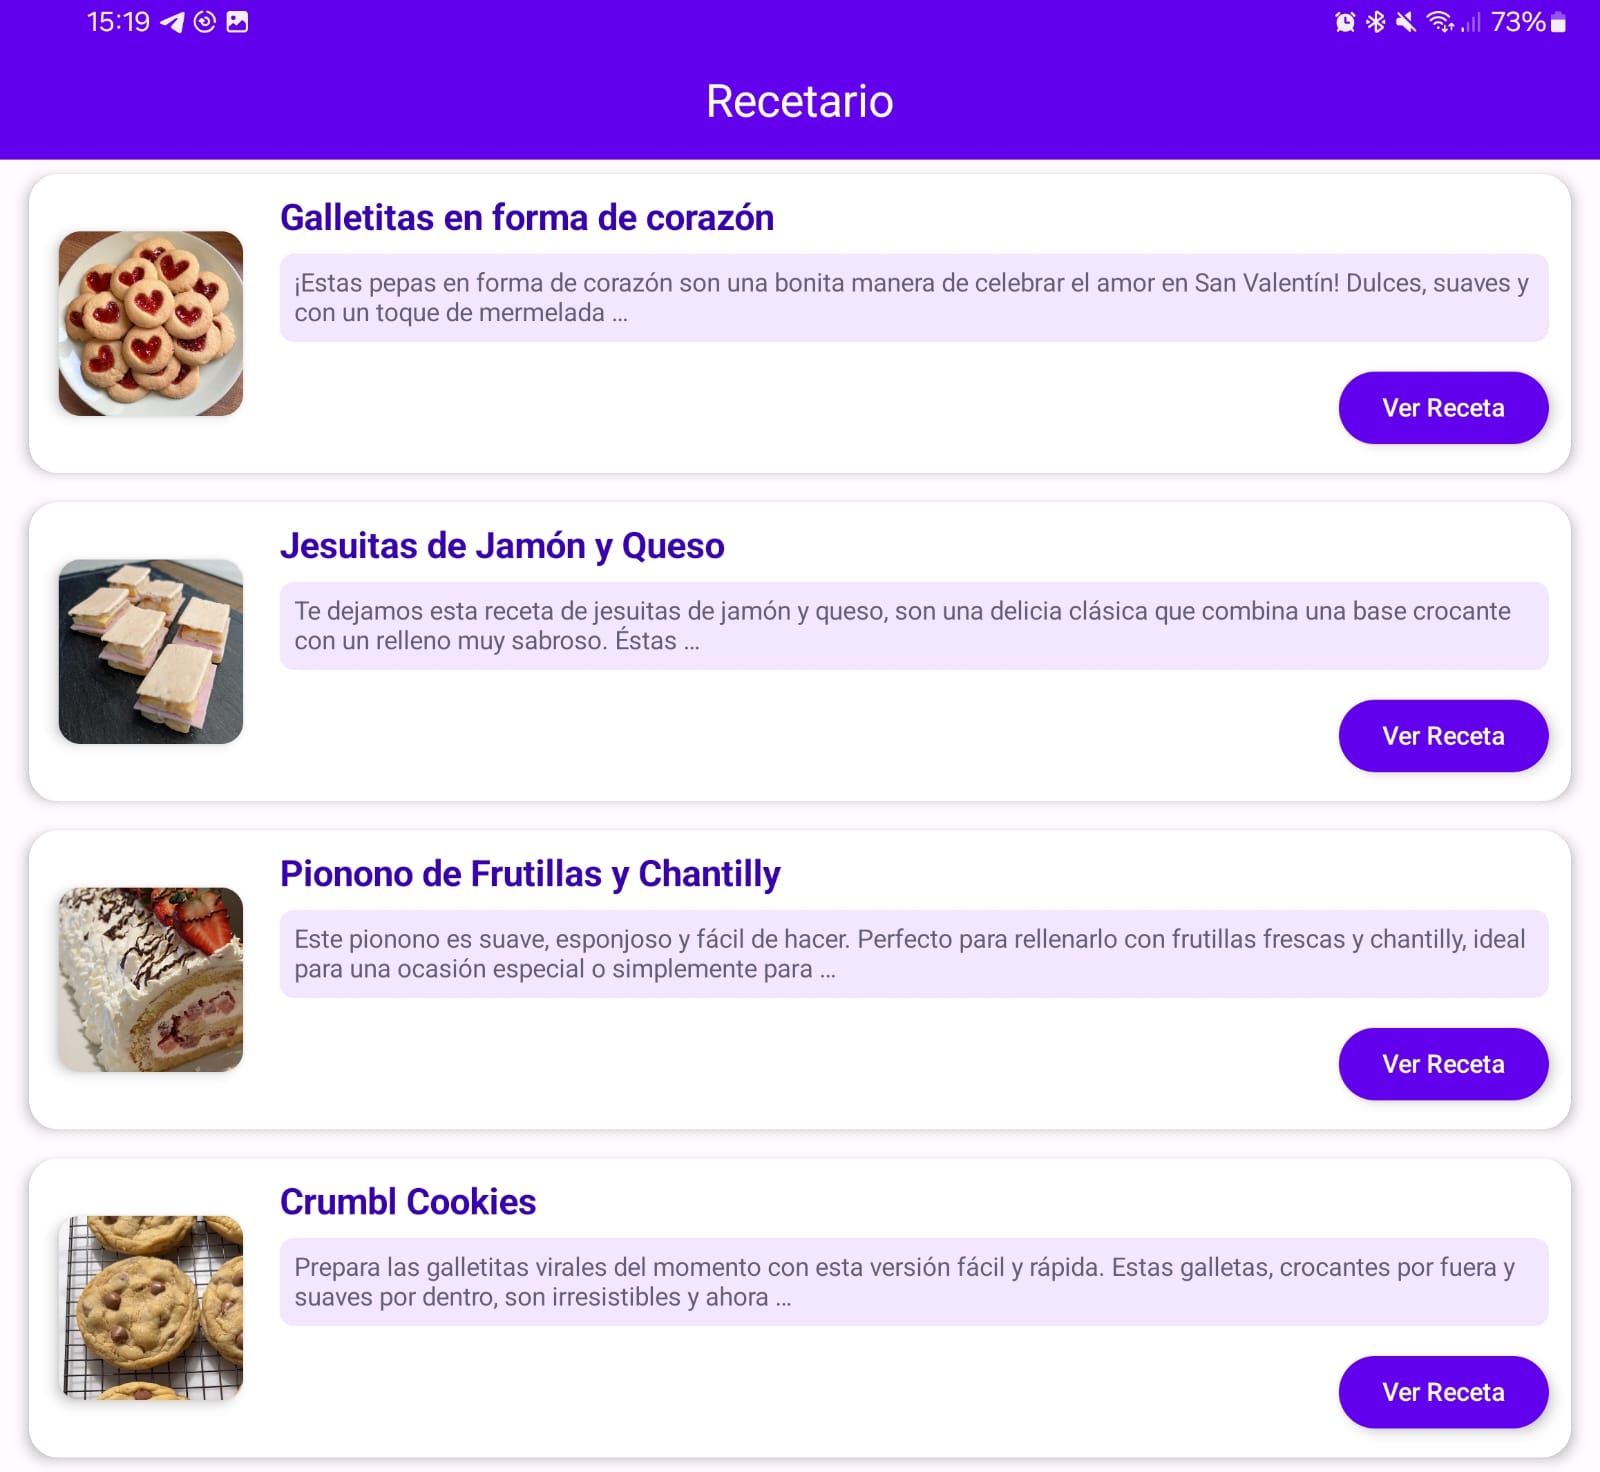 15:19
73%
Recetario
Galletitas en forma de corazón
¡Estas pepas en forma de corazón son una bonita manera de celebrar el amor en San Valentín! Dulces, suaves y
con un toque de mermelada ...
Ver Receta
Jesuitas de Jamón y Queso
Te dejamos esta receta de jesuitas de jamón y queso, son una delicia clásica que combina una base crocante
con un relleno muy sabroso. Éstas ...
Ver Receta
Pionono de Frutillas y Chantilly
Este pionono es suave, esponjoso y fácil de hacer. Perfecto para rellenarlo con frutillas frescas y chantilly, ideal
para una ocasión especial o simplemente para ...
Ver Receta
Crumbl Cookies
Prepara las galletitas virales del momento con esta versión fácil y rápida. Estas galletas, crocantes por fuera y
suaves por dentro, son irresistibles y ahora ...
Ver Receta